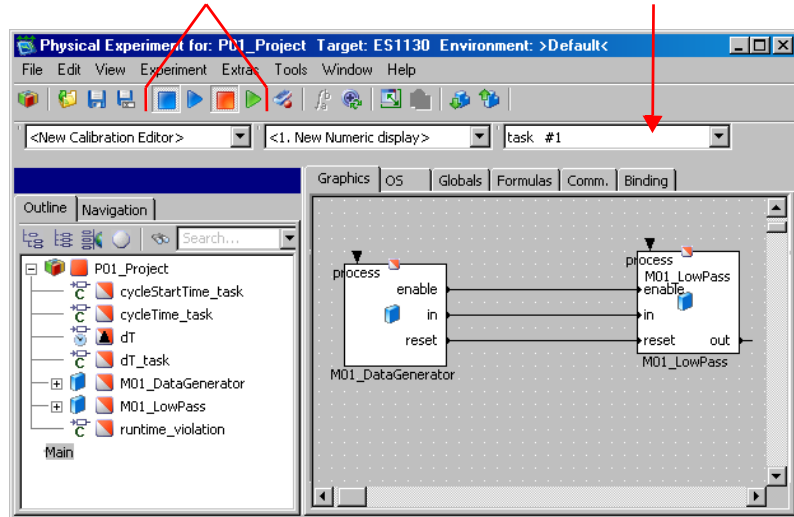 Physical Experiment for: P01_Project Target: ES1130 Environment: >Default<
File Edit View Experiment Extras Tools Window Help
<New Calibration Editor> <1. New Numeric display> task #1
Graphics OS Globals Formulas Comm. Binding
Outline Navigation
Search...
P01_Project
cycleStartTime_task
cycleTime_task
dT
dT_task
M01_DataGenerator
M01_LowPass
runtime_violation
Main
process
enable
in
reset
M01_DataGenerator
process
M01_LowPass
enable
in
reset out
M01_LowPass